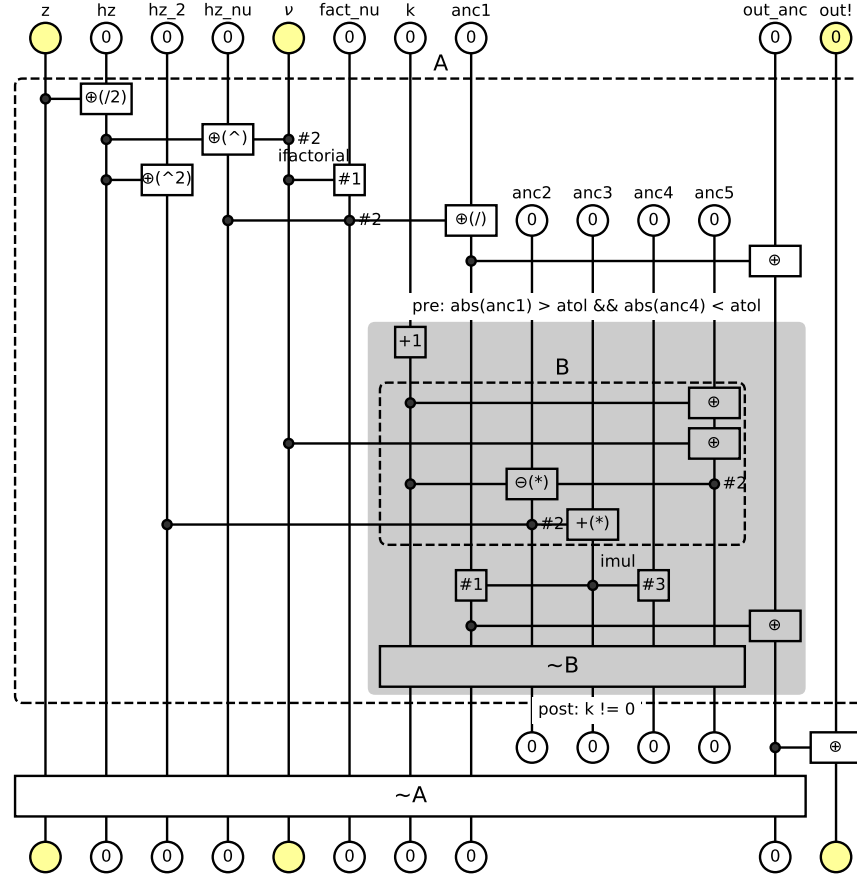 z hz hz_2 hz_nu ν fact_nu k anc1 out_anc out!
0 0 0 0 0 0 0 0
A
⊕(/2)
⊕(^) #2
ifactorial
⊕(^2) #1
anc2 anc3 anc4 anc5
#2 ⊕(/) 0 0 0 0
⊕
pre: abs(anc1) > atol && abs(anc4) < atol
+1
B
⊕
⊕
⊖(*) #2
#2 +(*)
imul
#1 #3
⊕
~B
post: k != 0
0 0 0 0 ⊕
~A
0 0 0 0 0 0 0